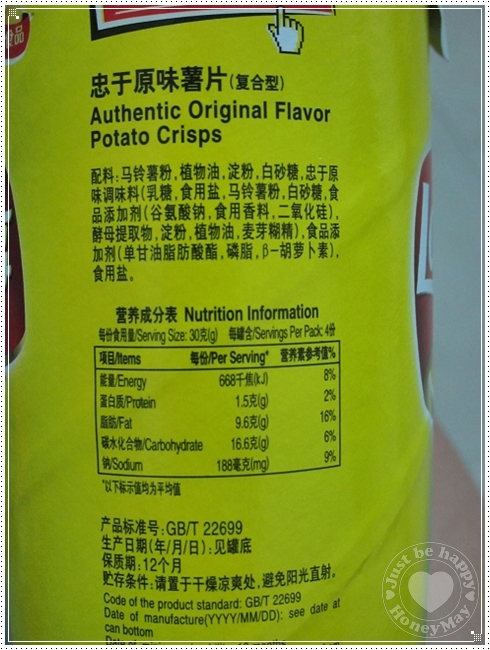 忠于原味薯片(复合型)
Authentic Original Flavor
Potato Crisps
配料:马铃薯粉,植物油,淀粉,白砂糖,忠于原
味调味料(乳糖,食用盐,马铃薯粉,白砂糖,食
品添加剂(谷氨酸钠,食用香料,二氧化硅),
酵母提取物,淀粉,植物油,麦芽糊精),食品添
加剂(单甘油脂肪酸酯,磷脂,β-胡萝卜素),
食用盐。
营养成分表 Nutrition Information
每份食用量/Serving Size: 30克(g) 每罐含/Servings Per Pack: 4份
项目/Items 每份/Per Serving* 营养素参考值%
能量/Energy 668千焦(kJ) 8%
蛋白质/Protein 1.5克(g) 2%
脂肪/Fat 9.6克(g) 16%
碳水化合物/Carbohydrate 16.6克(g) 6%
钠/Sodium 188毫克(mg) 9%
*以下标示值均为平均值
产品标准号:GB/T 22699
生产日期(年/月/日):见罐底
保质期:12个月
贮存条件:请置于干燥凉爽处,避免阳光直射。
Code of the product standard: GB/T 22699
Date of manufacture(YYYY/MM/DD): see date at
can bottom
Just be happy
HoneyMay